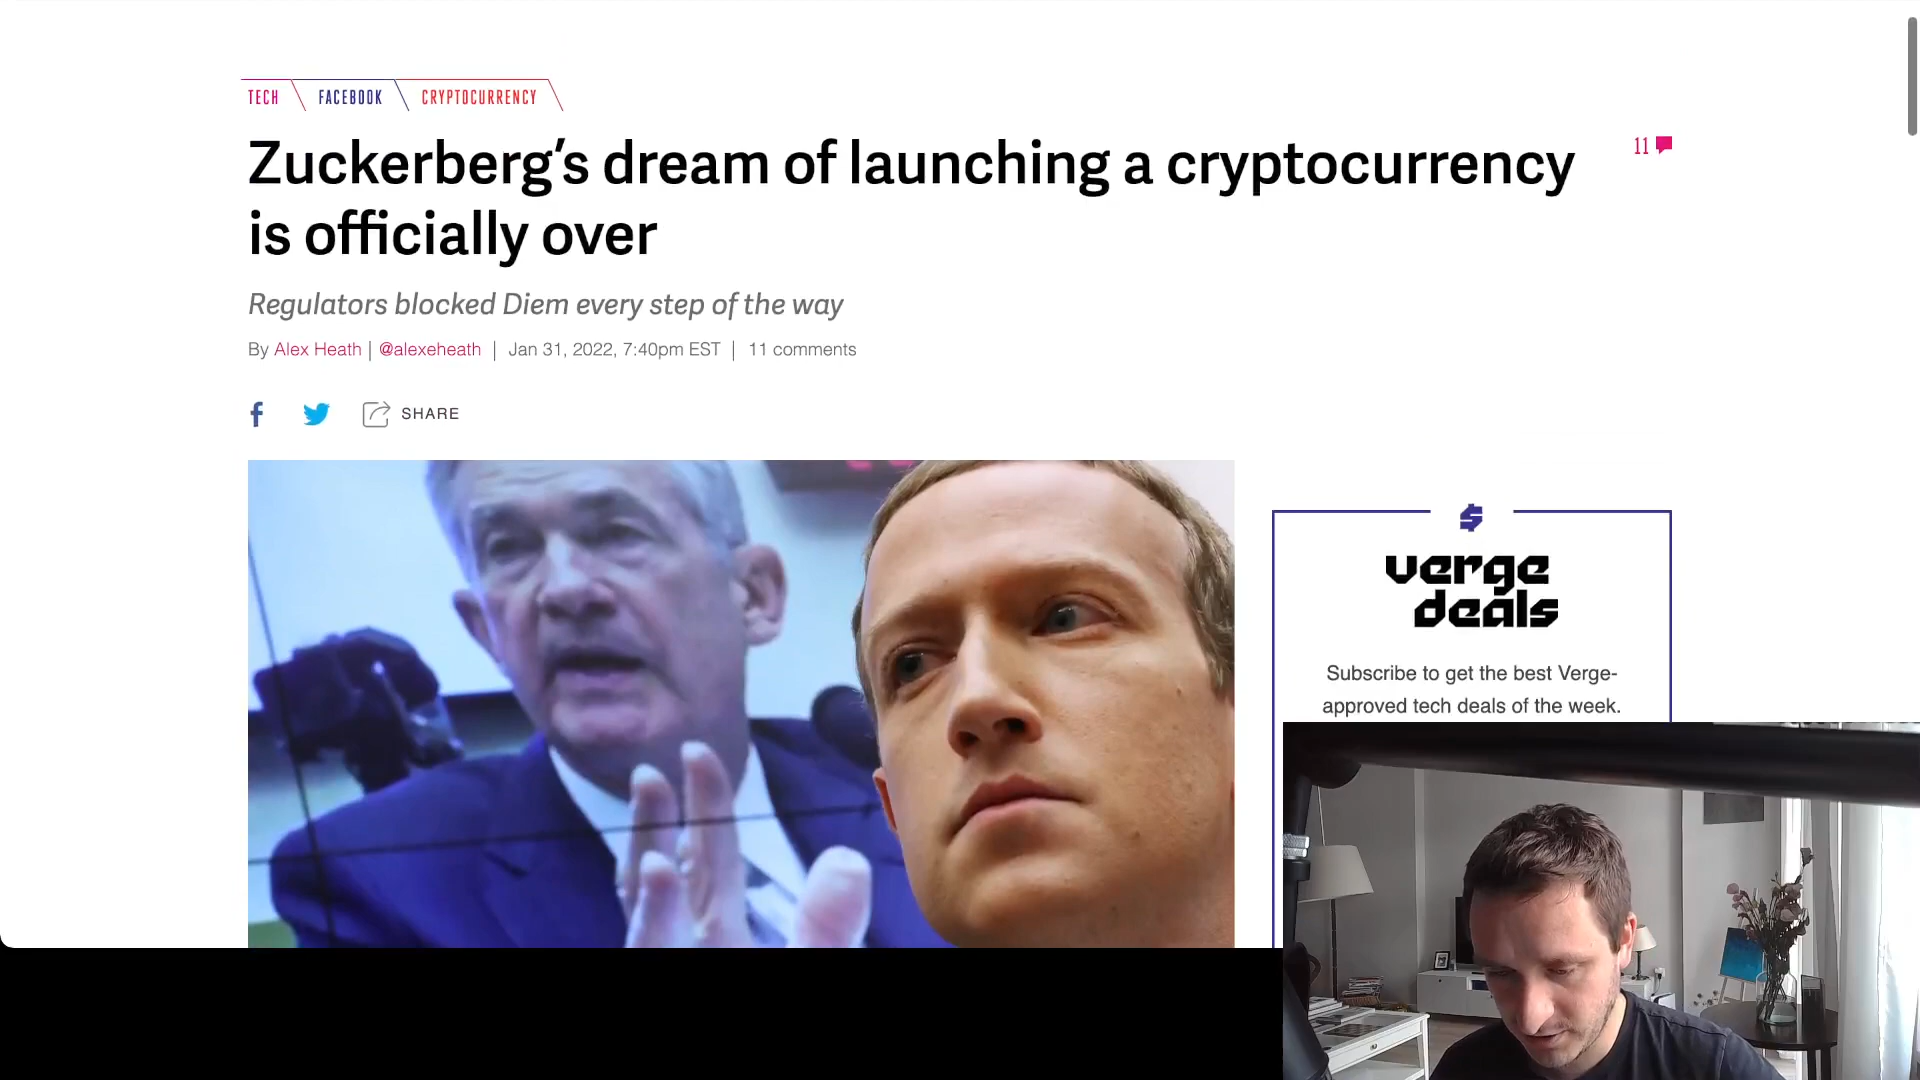 TECH
FACEBOOK
CRYPTOCURRENCY
Zuckerberg’s dream of launching a cryptocurrency
is officially over
11
Regulators blocked Diem every step of the way
By Alex Heath | @alexeheath | Jan 31, 2022, 7:40pm EST | 11 comments
SHARE
verge
deals
Subscribe to get the best Verge-
approved tech deals of the week.